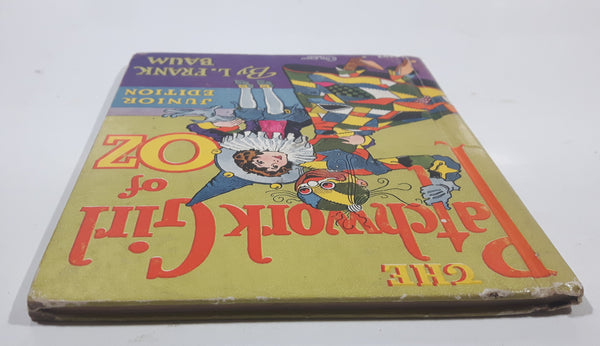 THE
Patchwork Girl
of
OZ
JUNIOR
EDITION
By L. FRANK
BAUM